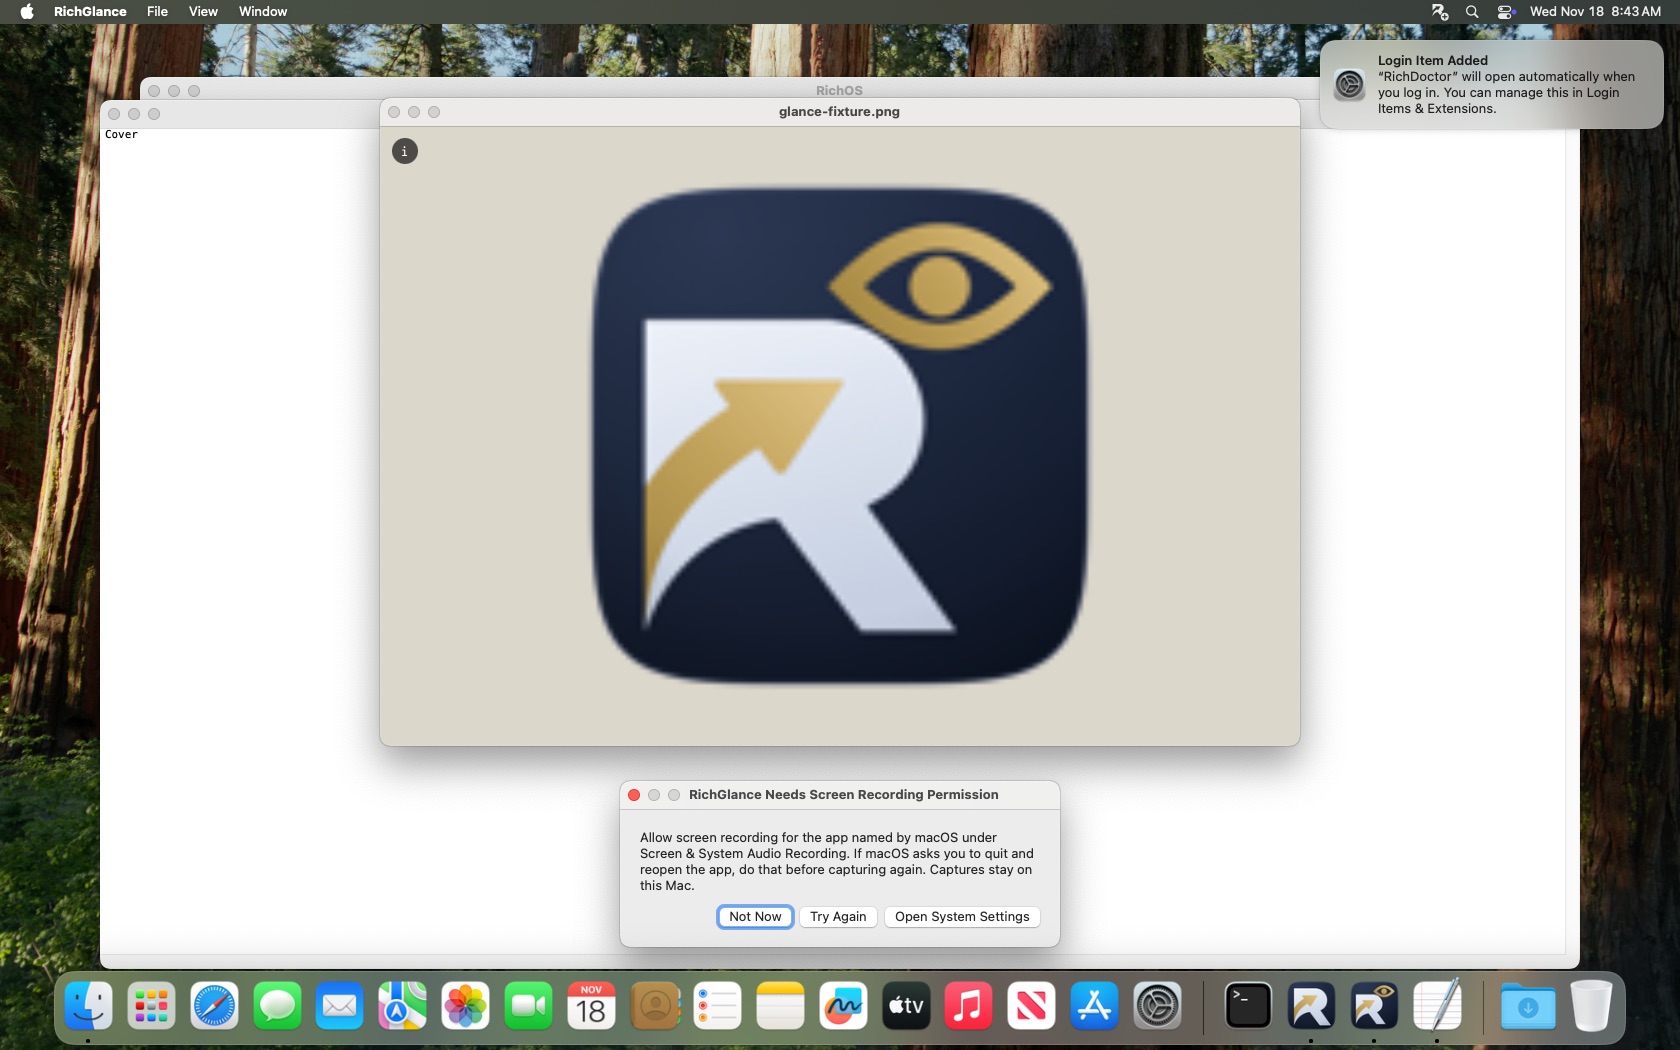 RichGlance File View Window
Wed Nov 18 8:43 AM
Login Item Added
“RichDoctor” will open automatically when
you log in. You can manage this in Login
Items & Extensions.
RichOS
glance-fixture.png
Cover
i
R
RichGlance Needs Screen Recording Permission
Allow screen recording for the app named by macOS under
Screen & System Audio Recording. If macOS asks you to quit and
reopen the app, do that before capturing again. Captures stay on
this Mac.
Not Now Try Again Open System Settings
NOV
18
tv
>_